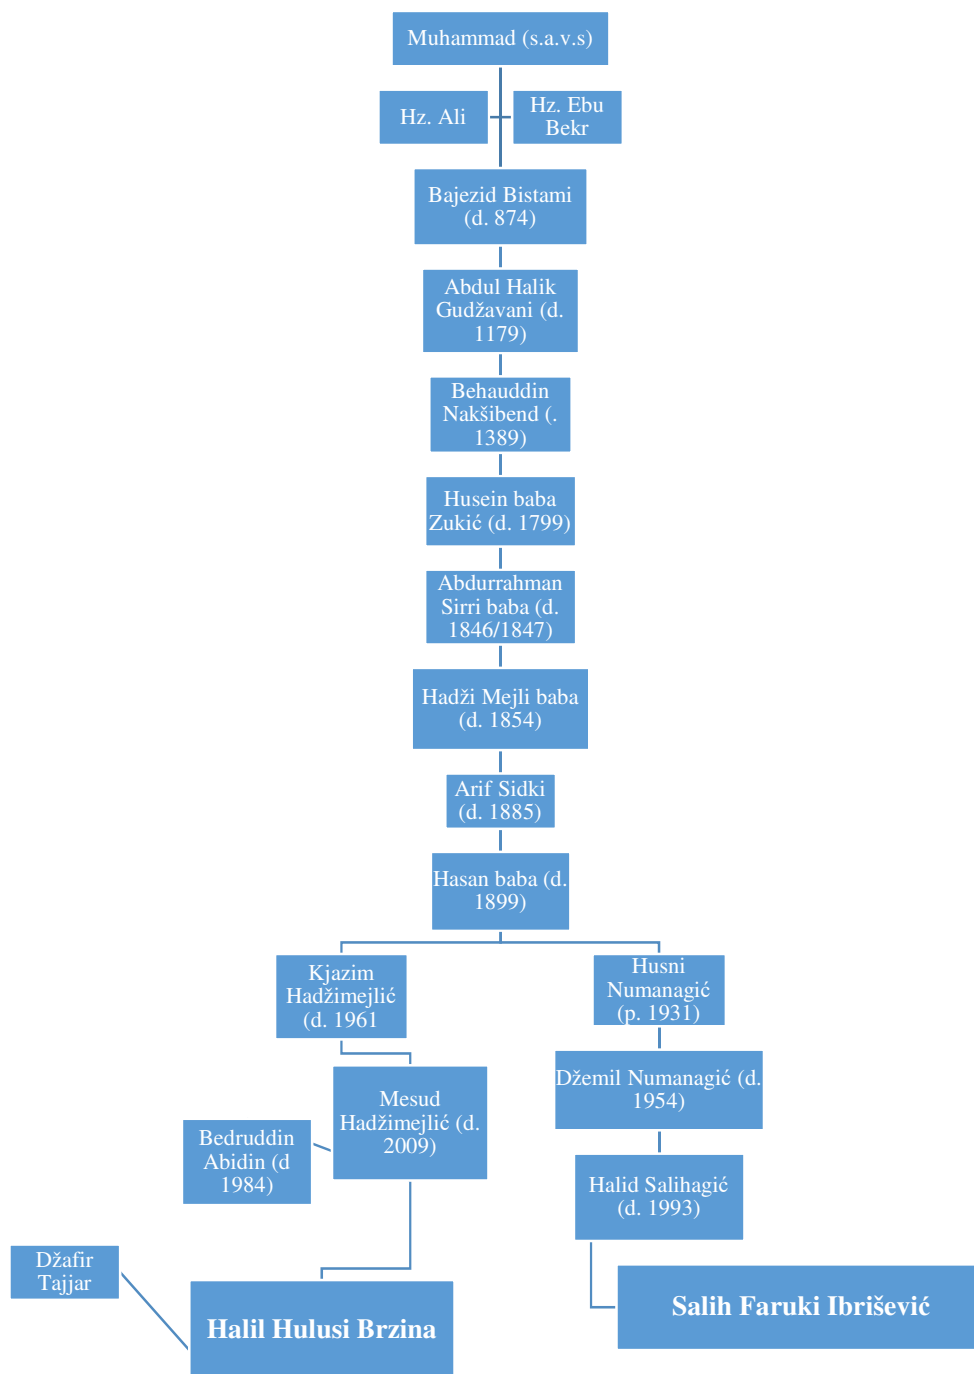 Muhammad (s.a.v.s)
Hz. Ali
Hz. Ebu
Bekr
Bajezid Bistami
(d. 874)
Abdul Halik
Gudžavani (d.
1179)
Behauddin
Nakšibend (.
1389)
Husein baba
Zukić (d. 1799)
Abdurrahman
Sirri baba (d.
1846/1847)
Hadži Mejli baba
(d. 1854)
Arif Sidki
(d. 1885)
Hasan baba (d.
1899)
Kjazim
Hadžimejlić
(d. 1961
Husni
Numanagić
(p. 1931)
Mesud
Hadžimejlić (d.
2009)
Džemil Numanagić (d.
1954)
Bedruddin
Abidin (d
1984)
Halid Salihagić
(d. 1993)
Džafir
Tajjar
Halil Hulusi Brzina
Salih Faruki Ibrišević